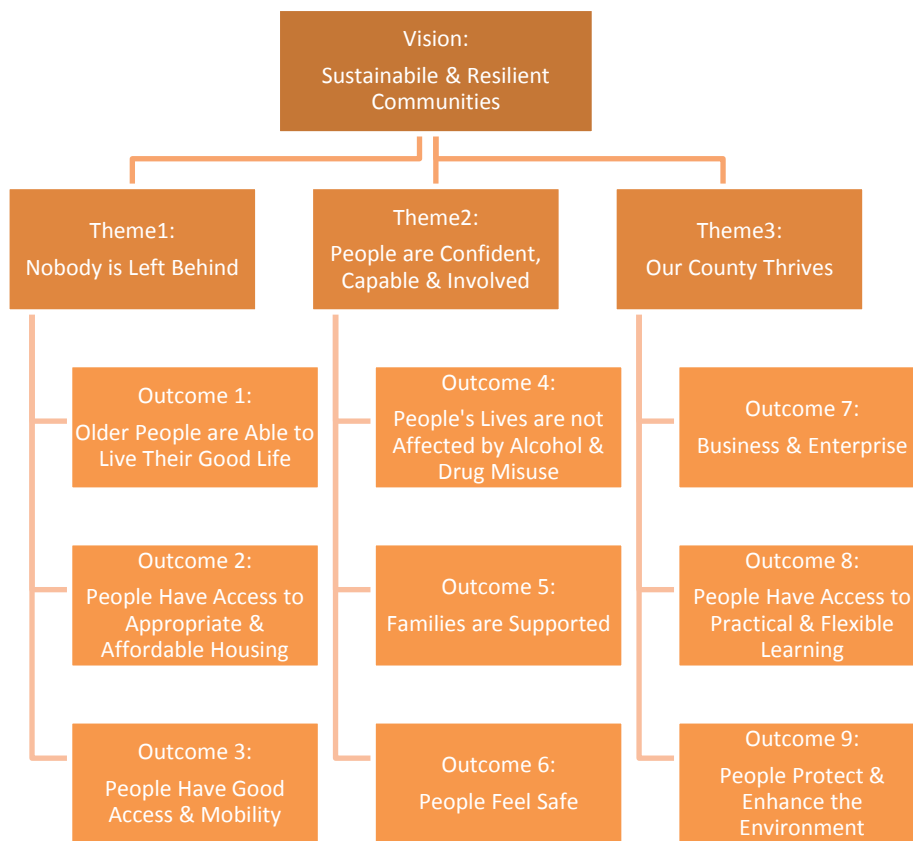 Vision:
Sustainabile & Resilient
Communities
Theme1:
Nobody is Left Behind
Theme2:
People are Confident,
Capable & Involved
Theme3:
Our County Thrives
Outcome 1:
Older People are Able to
Live Their Good Life
Outcome 2:
People Have Access to
Appropriate &
Affordable Housing
Outcome 3:
People Have Good
Access & Mobility
Outcome 4:
People's Lives are not
Affected by Alcohol &
Drug Misuse
Outcome 5:
Families are Supported
Outcome 6:
People Feel Safe
Outcome 7:
Business & Enterprise
Outcome 8:
People Have Access to
Practical & Flexible
Learning
Outcome 9:
People Protect &
Enhance the
Environment